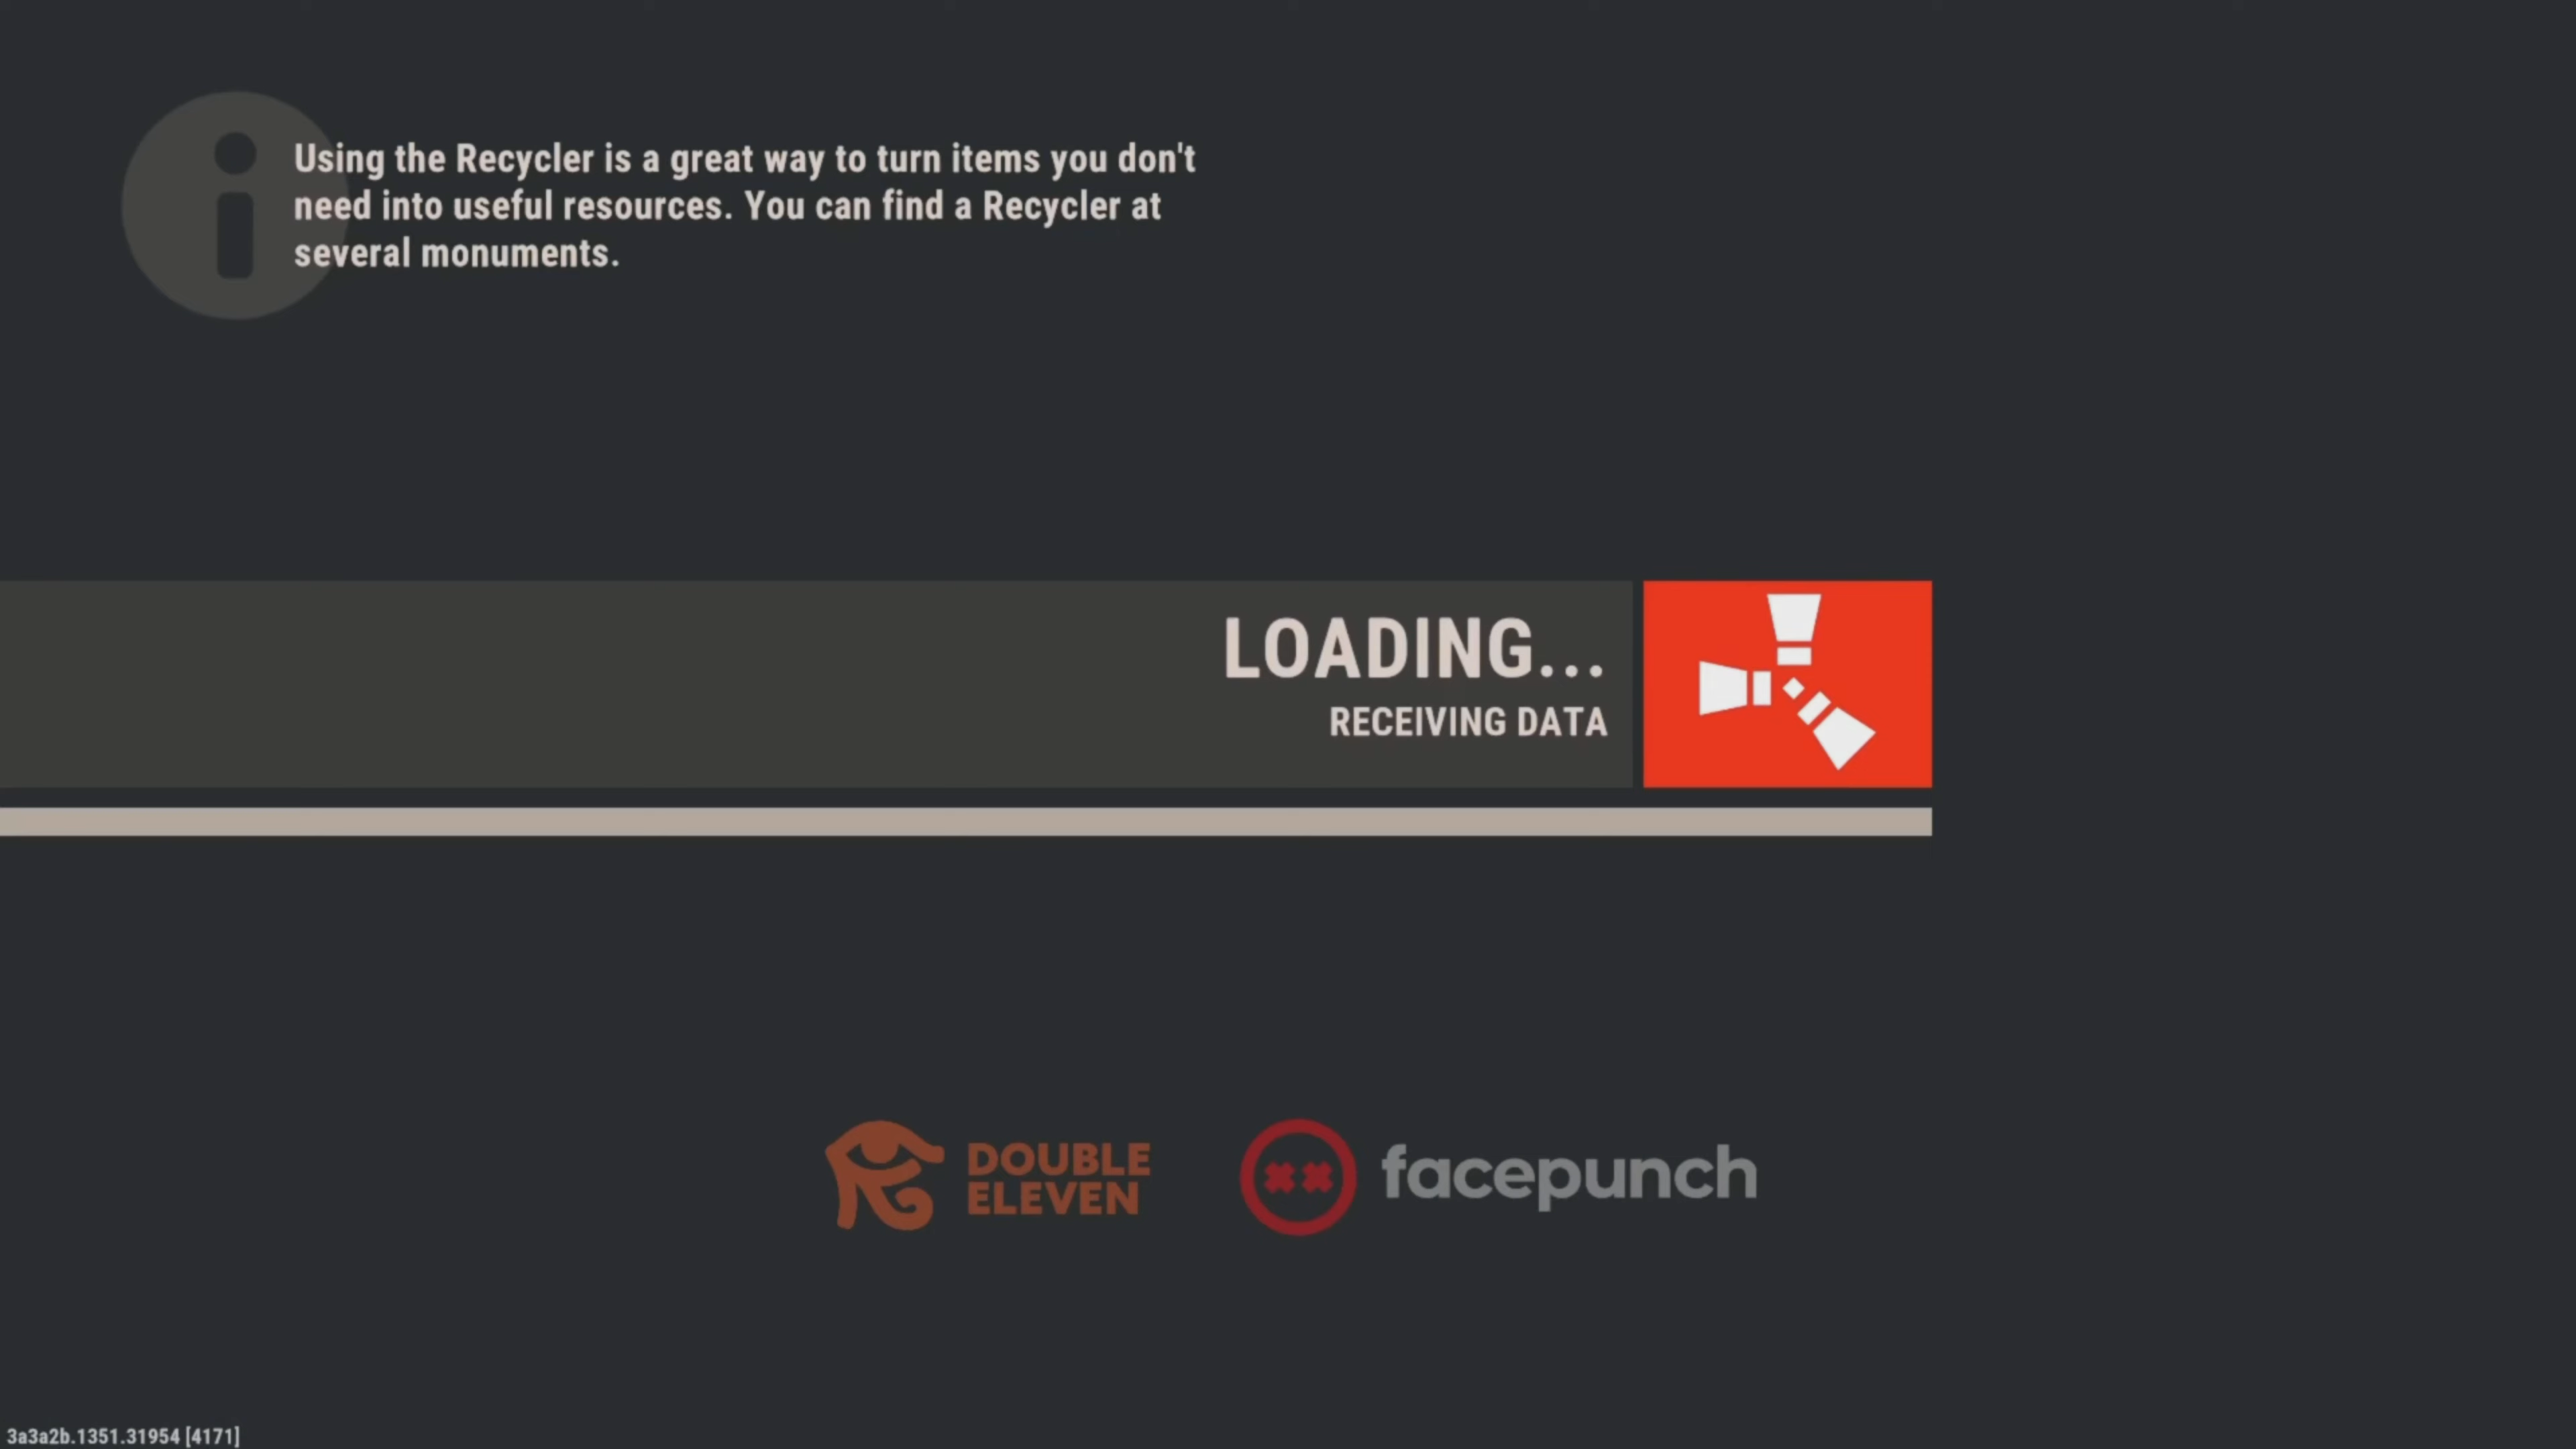 Using the Recycler is a great way to turn items you don't
need into useful resources. You can find a Recycler at
several monuments.
LOADING...
RECEIVING DATA
DOUBLE
ELEVEN
facepunch
3a3a2b.1351.31954 [4171]